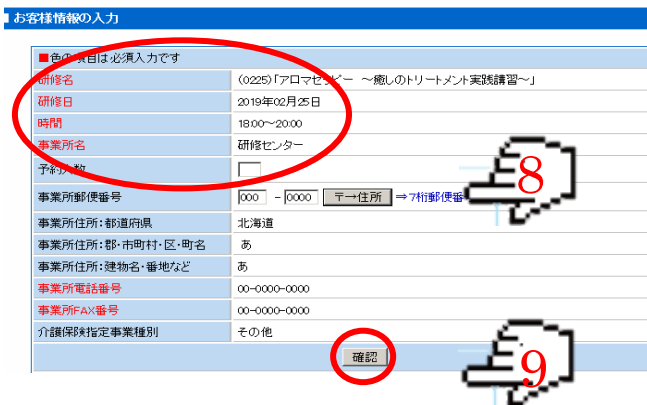 お客様情報の入力
■色の項目は必須入力です
研修名 (0225)「アロマセラピー ～癒しのトリートメント実践講習～」
研修日 2019年02月25日
時間 18:00～20:00
事業所名 研修センター
予約人数
8
事業所郵便番号 000 - 0000 〒→住所 ⇒7桁郵便番
事業所住所:都道府県 北海道
事業所住所:郡・市町村・区・町名 あ
事業所住所:建物名・番地など あ
事業所電話番号 00-0000-0000
事業所FAX番号 00-0000-0000
介護保険指定事業種別 その他
確認
9